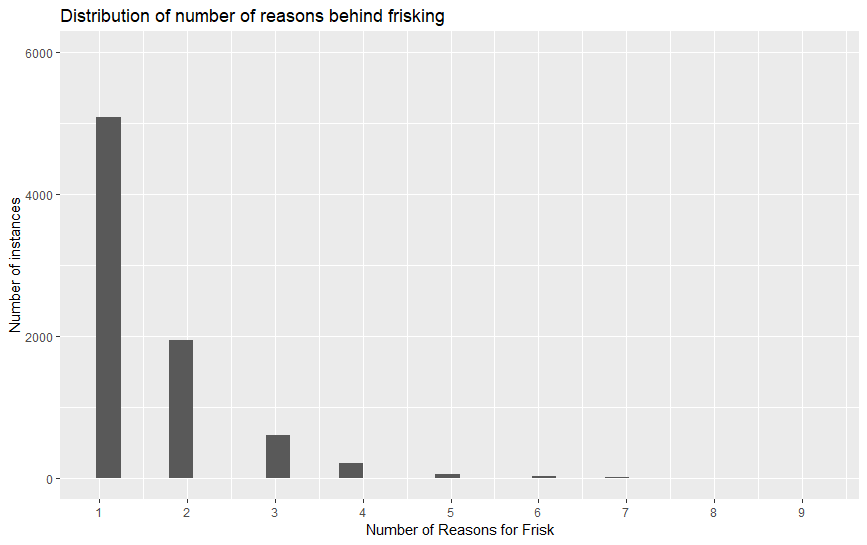 Distribution of number of reasons behind frisking
6000
4000
2000
0
Number of instances
1 2 3 4 5 6 7 8 9
Number of Reasons for Frisk